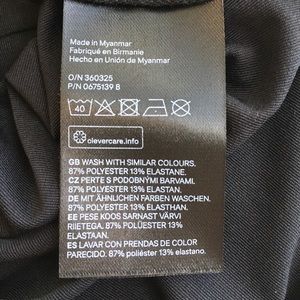 Made in Myanmar
Fabriqué en Birmanie
Hecho en Unión de Myanmar
O/N 360325
P/N 0675139 B
40
clevercare.info
GB WASH WITH SIMILAR COLOURS.
87% POLYESTER 13% ELASTANE.
CZ PERTE S PODOBNÝMI BARVAMI.
87% POLYESTER 13% ELASTAN.
DE MIT ÄHNLICHEN FARBEN WASCHEN.
87% POLYESTER 13% ELASTHAN.
EE PESE KOOS SARNAST VÄRVI
RIIETEGA. 87% POLÜESTER 13%
ELASTAAN.
ES LAVAR CON PRENDAS DE COLOR
PARECIDO. 87% poliéster 13% elastano.